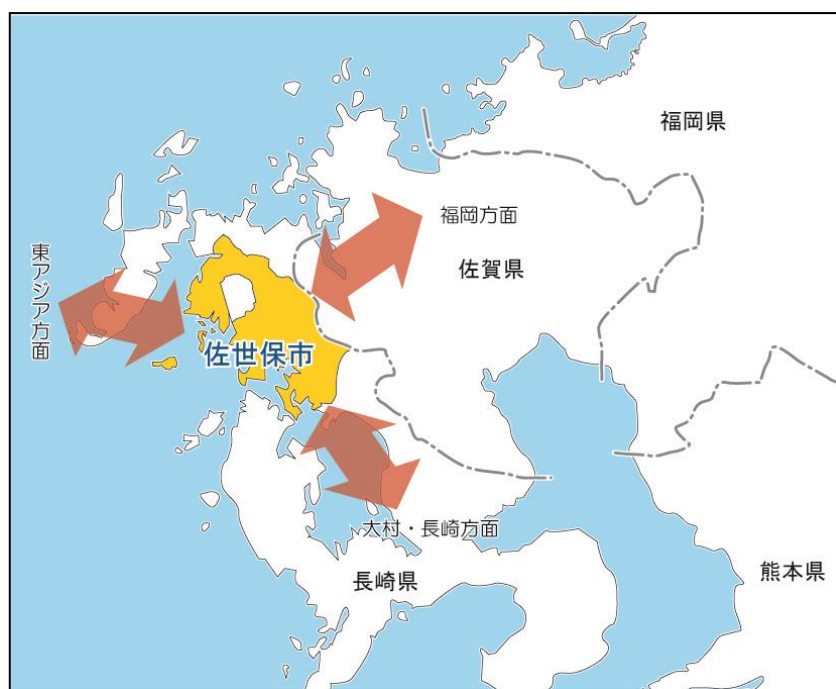 福岡県
福岡方面
佐賀県
東アジア方面
佐世保市
大村・長崎方面
長崎県
熊本県